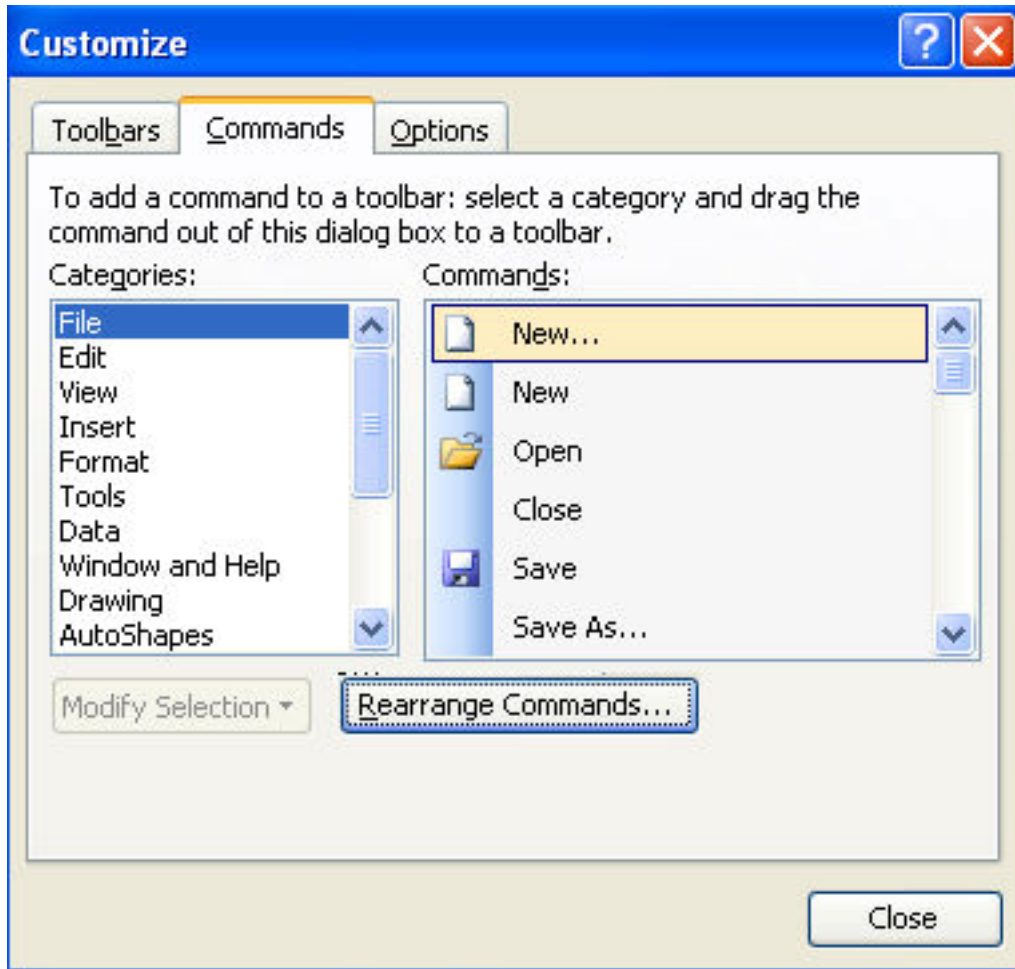 Customize
Toolbars Commands Options
To add a command to a toolbar: select a category and drag the
command out of this dialog box to a toolbar.
Categories: Commands:
File
Edit
View
Insert
Format
Tools
Data
Window and Help
Drawing
AutoShapes
New...
New
Open
Close
Save
Save As...
Modify Selection
Rearrange Commands...
Close